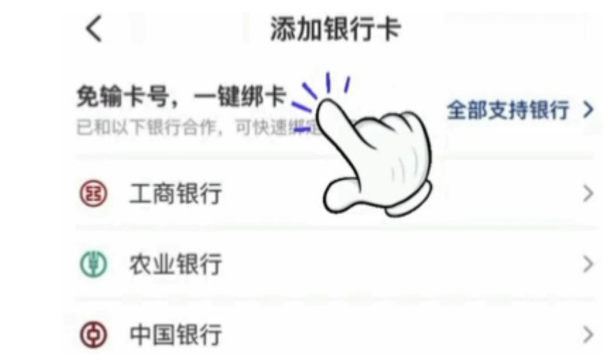 添加银行卡
免输卡号，一键绑卡
全部支持银行
已和以下银行合作，可快速绑定
工商银行
农业银行
中国银行